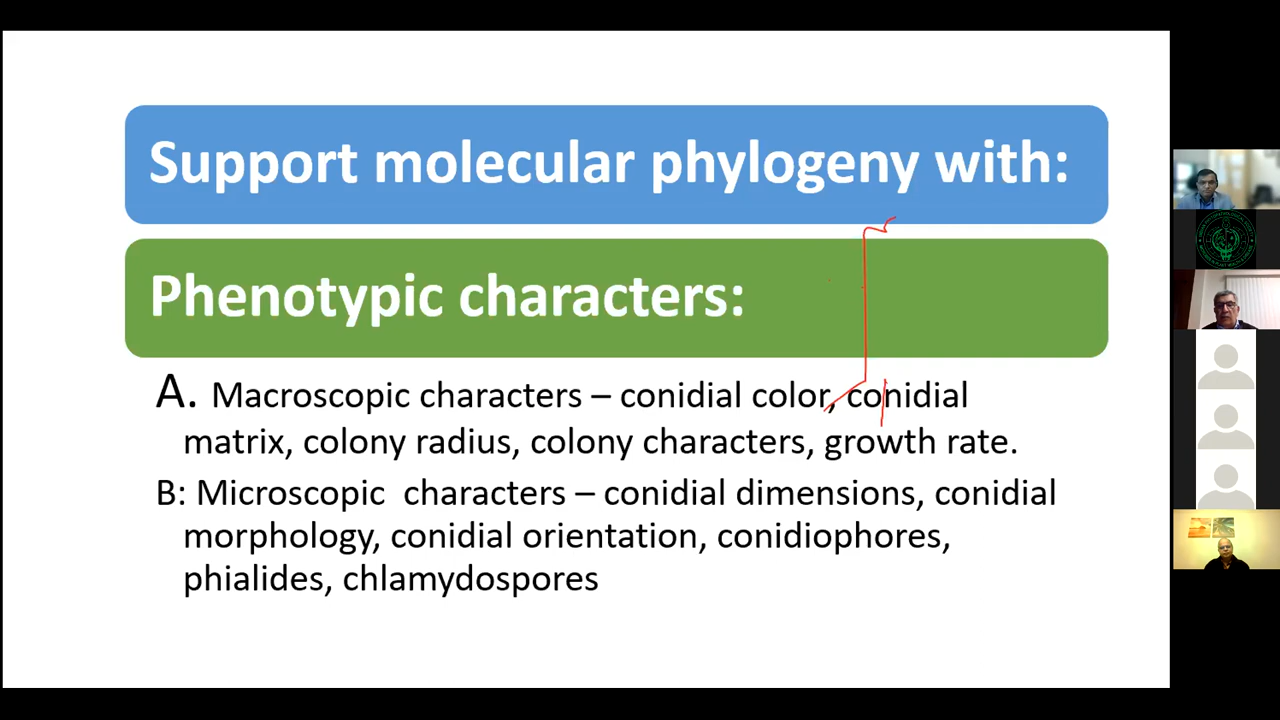 Support molecular phylogeny with:
Phenotypic characters:
A. Macroscopic characters – conidial color, conidial
matrix, colony radius, colony characters, growth rate.
B: Microscopic  characters – conidial dimensions, conidial
morphology, conidial orientation, conidiophores,
phialides, chlamydospores